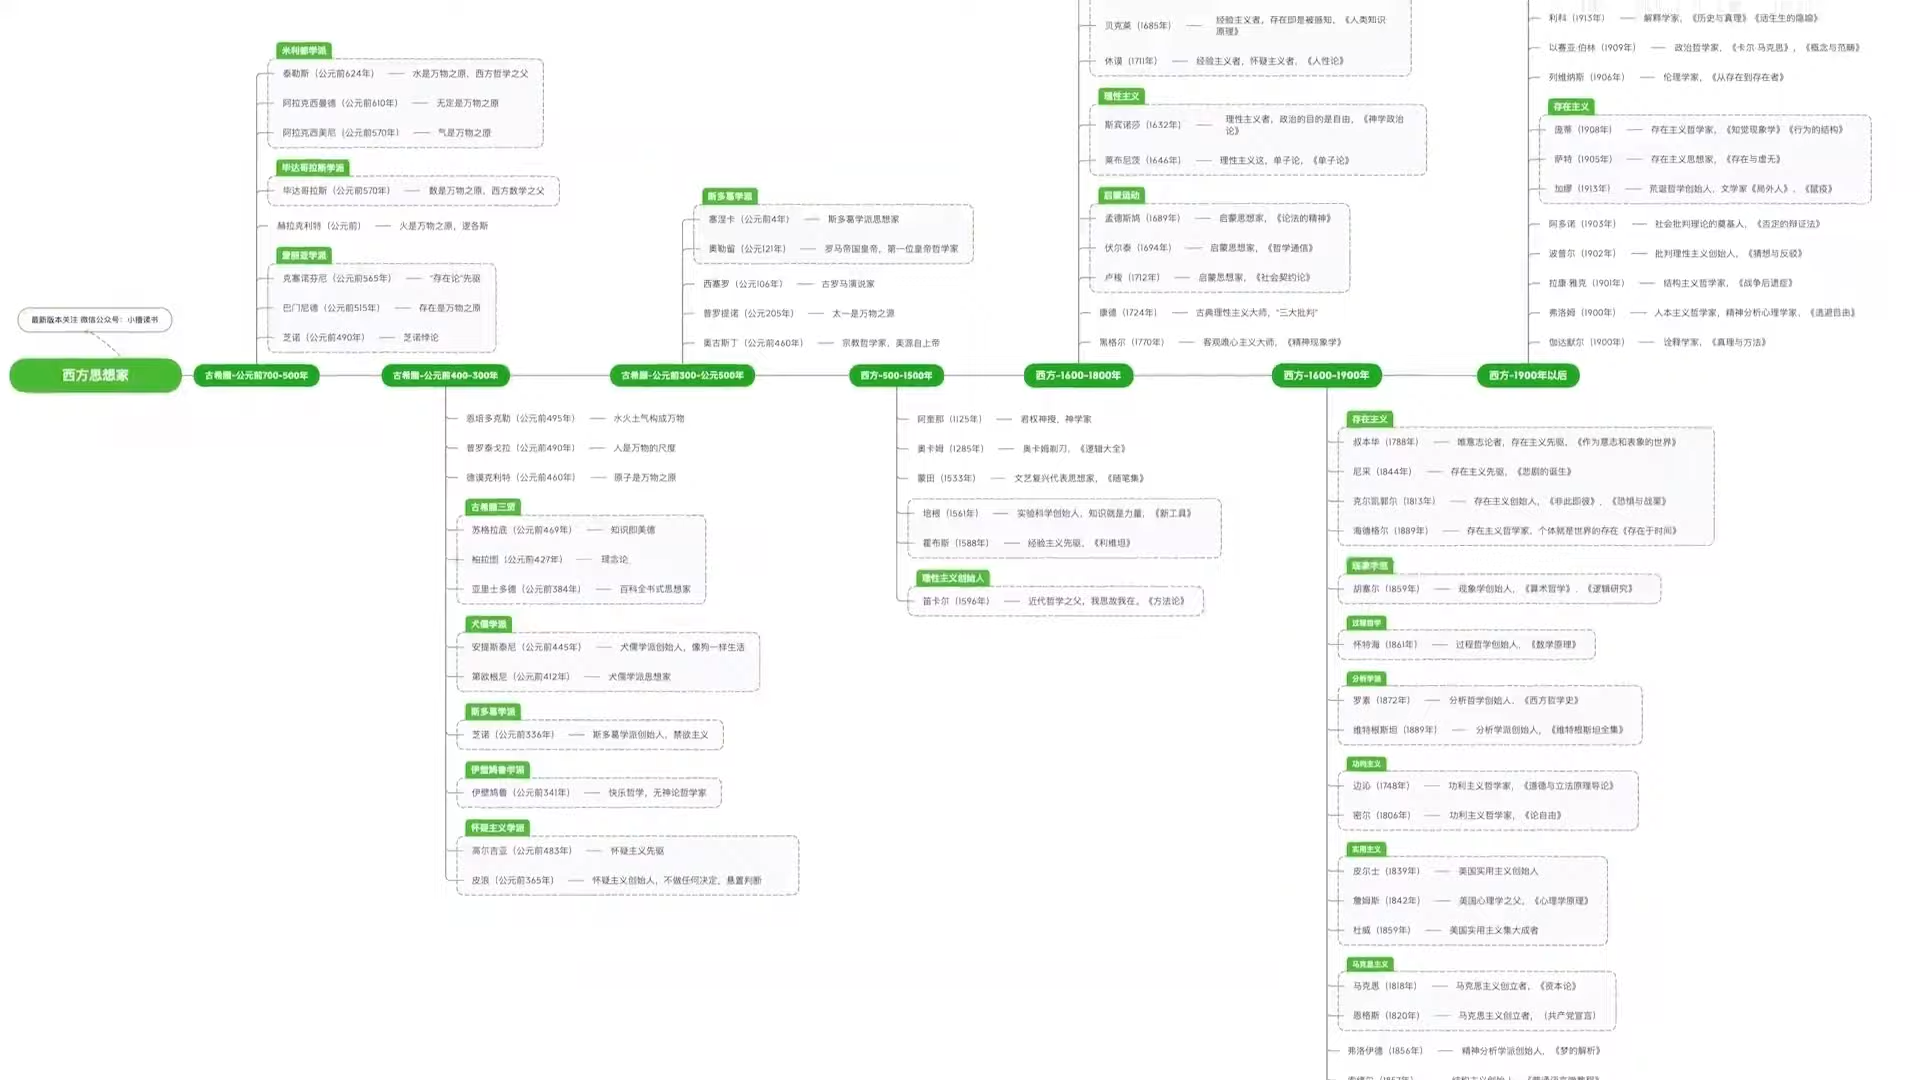 最新版本关注 微信公众号：小播读书
西方思想家
古希腊-公元前700-500年
米利都学派
泰勒斯（公元前624年） 水是万物之原，西方哲学之父
阿拉克西曼德（公元前610年） 无定是万物之原
阿拉克西美尼（公元前570年） 气是万物之原
毕达哥拉斯学派
毕达哥拉斯（公元前570年） 数是万物之原，西方数学之父
赫拉克利特（公元前） 火是万物之原，逻各斯
爱丽亚学派
克塞诺芬尼（公元前565年） “存在论”先驱
巴门尼德（公元前515年） 存在是万物之原
芝诺（公元前490年） 芝诺悖论
古希腊-公元前400-300年
恩培多克勒（公元前495年） 水火土气构成万物
普罗泰戈拉（公元前490年） 人是万物的尺度
德谟克利特（公元前460年） 原子是万物之原
古希腊三贤
苏格拉底（公元前469年） 知识即美德
柏拉图（公元前427年） 理念论
亚里士多德（公元前384年） 百科全书式思想家
犬儒学派
安提斯泰尼（公元前445年） 犬儒学派创始人，像狗一样生活
第欧根尼（公元前412年） 犬儒学派思想家
斯多葛学派
芝诺（公元前336年） 斯多葛学派创始人，禁欲主义
伊壁鸠鲁学派
伊壁鸠鲁（公元前341年） 快乐哲学，无神论哲学家
怀疑主义学派
高尔吉亚（公元前483年） 怀疑主义先驱
皮浪（公元前365年） 怀疑主义创始人，不做任何决定，悬置判断
古希腊-公元前300-公元500年
斯多葛学派
塞涅卡（公元前4年） 斯多葛学派思想家
奥勒留（公元121年） 罗马帝国皇帝，第一位皇帝哲学家
西塞罗（公元106年） 古罗马演说家
普罗提诺（公元205年） 太一是万物之源
奥古斯丁（公元前460年） 宗教哲学家，美源自上帝
西方-500-1500年
阿奎那（1125年） 君权神授，神学家
奥卡姆（1285年） 奥卡姆剃刀，《逻辑大全》
蒙田（1533年） 文艺复兴代表思想家，《随笔集》
培根（1561年） 实验科学创始人，知识就是力量，《新工具》
霍布斯（1588年） 经验主义先驱，《利维坦》
理性主义创始人
笛卡尔（1596年） 近代哲学之父，我思故我在，《方法论》
西方-1600-1800年
贝克莱（1685年） 经验主义者，存在即是被感知，《人类知识
原理》
休谟（1711年） 经验主义者，怀疑主义者，《人性论》
理性主义
斯宾诺莎（1632年） 理性主义者，政治的目的是自由，《神学政治
论》
莱布尼茨（1646年） 理性主义这，单子论，《单子论》
启蒙运动
孟德斯鸠（1689年） 启蒙思想家，《论法的精神》
伏尔泰（1694年） 启蒙思想家，《哲学通信》
卢梭（1712年） 启蒙思想家，《社会契约论》
康德（1724年） 古典理性主义大师，“三大批判”
黑格尔（1770年） 客观唯心主义大师，《精神现象学》
西方-1600-1900年
存在主义
叔本华（1788年） 唯意志论者，存在主义先驱，《作为意志和表象的世界》
尼采（1844年） 存在主义先驱，《悲剧的诞生》
克尔凯郭尔（1813年） 存在主义创始人，《非此即彼》、《恐惧与战栗》
海德格尔（1889年） 存在主义哲学家，个体就是世界的存在《存在于时间》
现象学派
胡塞尔（1859年） 现象学创始人，《算术哲学》、《逻辑研究》
过程哲学
怀特海（1861年） 过程哲学创始人，《数学原理》
分析学派
罗素（1872年） 分析哲学创始人，《西方哲学史》
维特根斯坦（1889年） 分析学派创始人，《维特根斯坦全集》
功利主义
边沁（1748年） 功利主义哲学家，《道德与立法原理导论》
密尔（1806年） 功利主义哲学家，《论自由》
实用主义
皮尔士（1839年） 美国实用主义创始人
詹姆斯（1842年） 美国心理学之父，《心理学原理》
杜威（1859年） 美国实用主义集大成者
马克思主义
马克思（1818年） 马克思主义创立者，《资本论》
恩格斯（1820年） 马克思主义创立者，（共产党宣言）
弗洛伊德（1856年） 精神分析学派创始人，《梦的解析》
西方-1900年以后
利科（1913年） 解释学家，《历史与真理》《活生生的隐喻》
以赛亚·伯林（1909年） 政治哲学家，《卡尔·马克思》，《概念与范畴》
列维纳斯（1906年） 伦理学家，《从存在到存在者》
存在主义
庞蒂（1908年） 存在主义哲学家，《知觉现象学》《行为的结构》
萨特（1905年） 存在主义思想家，《存在与虚无》
加缪（1913年） 荒诞哲学创始人，文学家《局外人》、《鼠疫》
阿多诺（1903年） 社会批判理论的奠基人，《否定的辩证法》
波普尔（1902年） 批判理性主义创始人，《猜想与反驳》
拉康·雅克（1901年） 结构主义哲学家，《战争后遗症》
弗洛姆（1900年） 人本主义哲学家，精神分析心理学家，《逃避自由》
伽达默尔（1900年） 诠释学家，《真理与方法》